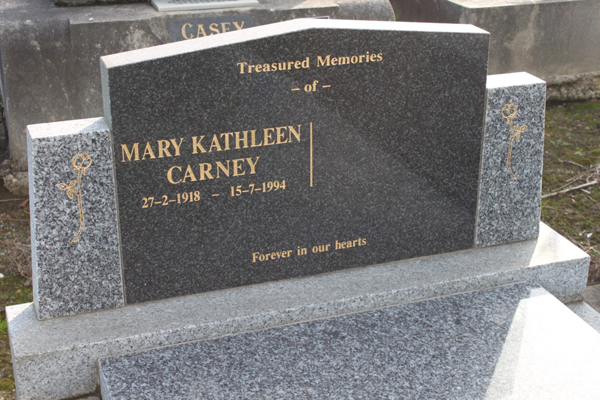 CASEY
Treasured Memories
– of –
MARY KATHLEEN
CARNEY
27–2–1918 – 15–7–1994
Forever in our hearts